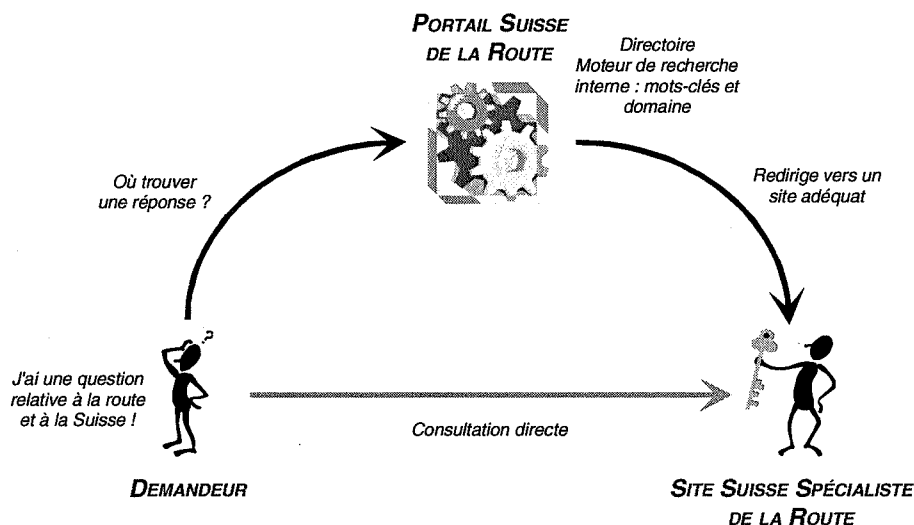 PORTAIL SUISSE
DE LA ROUTE
Directoire
Moteur de recherche
interne : mots-clés et
domaine
Où trouver
une réponse ?
Redirige vers un
site adéquat
?
J'ai une question
relative à la route
et à la Suisse !
Consultation directe
DEMANDEUR
SITE SUISSE SPÉCIALISTE
DE LA ROUTE